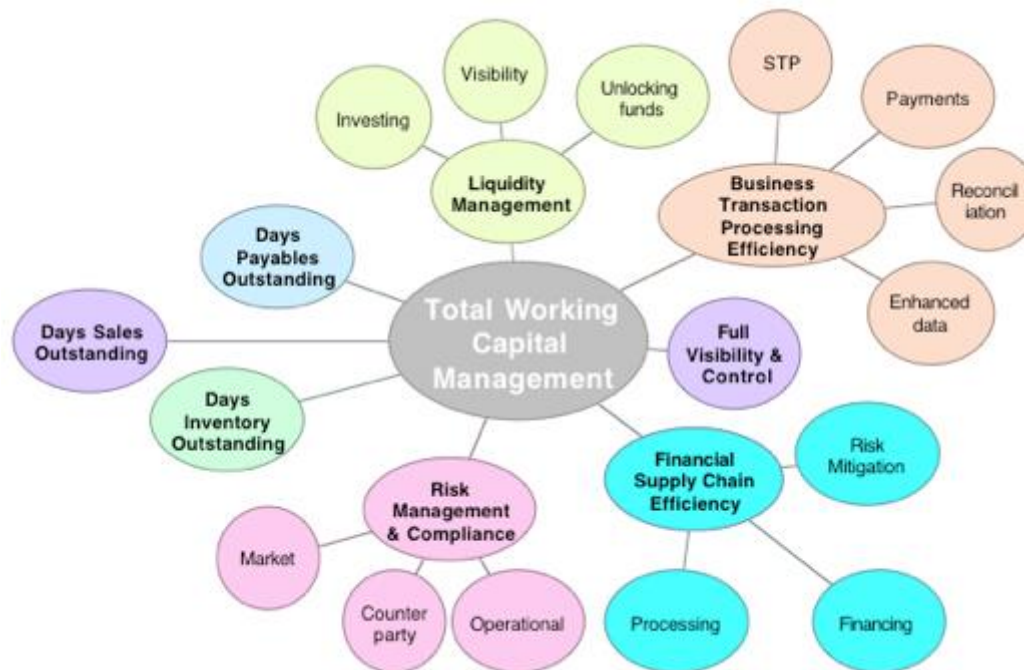 Visibility
STP
Unlocking
funds
Investing
Payments
Liquidity
Management
Business
Transaction
Processing
Efficiency
Reconcil
iation
Days
Payables
Outstanding
Enhanced
data
Total Working
Capital
Management
Days Sales
Outstanding
Full
Visibility &
Control
Days
Inventory
Outstanding
Risk
Mitigation
Financial
Supply Chain
Efficiency
Risk
Management
& Compliance
Market
Counter
party
Operational
Processing
Financing